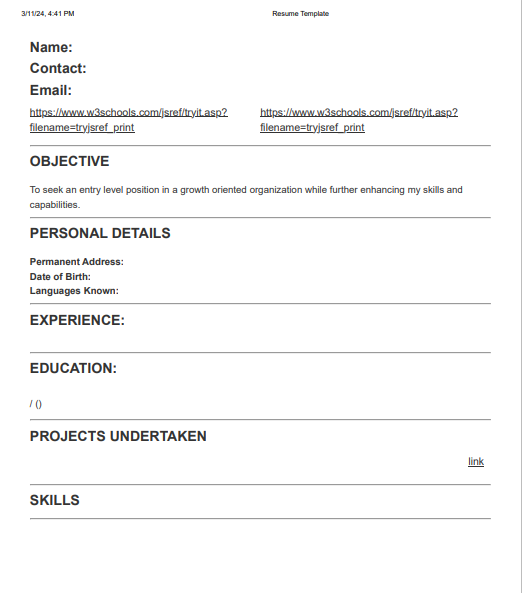 3/11/24, 4:41 PM Resume Template
Name:
Contact:
Email:
https://www.w3schools.com/jsref/tryit.asp? https://www.w3schools.com/jsref/tryit.asp?
filename=tryjsref_print filename=tryjsref_print
OBJECTIVE
To seek an entry level position in a growth oriented organization while further enhancing my skills and
capabilities.
PERSONAL DETAILS
Permanent Address:
Date of Birth:
Languages Known:
EXPERIENCE:
EDUCATION:
/ ()
PROJECTS UNDERTAKEN
link
SKILLS